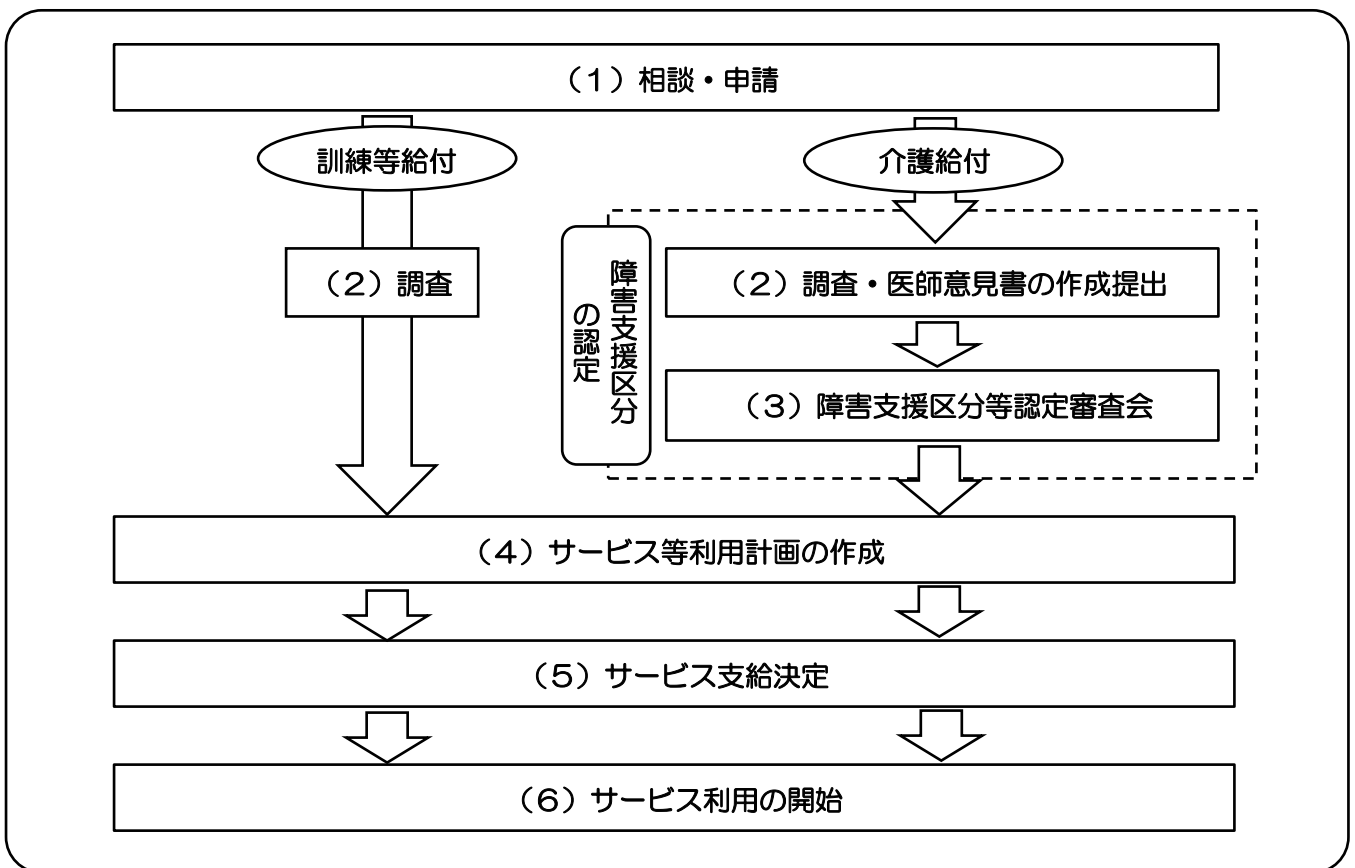 （1）相談・申請
訓練等給付
介護給付
（2）調査
障害支援区分
の認定
（2）調査・医師意見書の作成提出
（3）障害支援区分等認定審査会
（4）サービス等利用計画の作成
（5）サービス支給決定
（6）サービス利用の開始